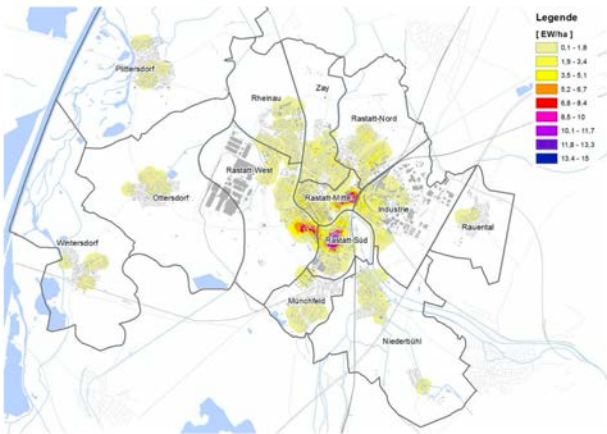 Legende
[ EW/ha ]
0,1 - 1,8
1,9 - 3,4
3,5 - 5,1
5,2 - 6,7
6,8 - 8,4
8,5 - 10
10,1 - 11,7
11,8 - 13,3
13,4 - 15
Plittersdorf
Rheinau
Zay
Rastatt-Nord
Rastatt-West
Ottersdorf
Rastatt-Mitte
Industrie
Rauental
Wintersdorf
Rastatt-Süd
Münchfeld
Niederbühl